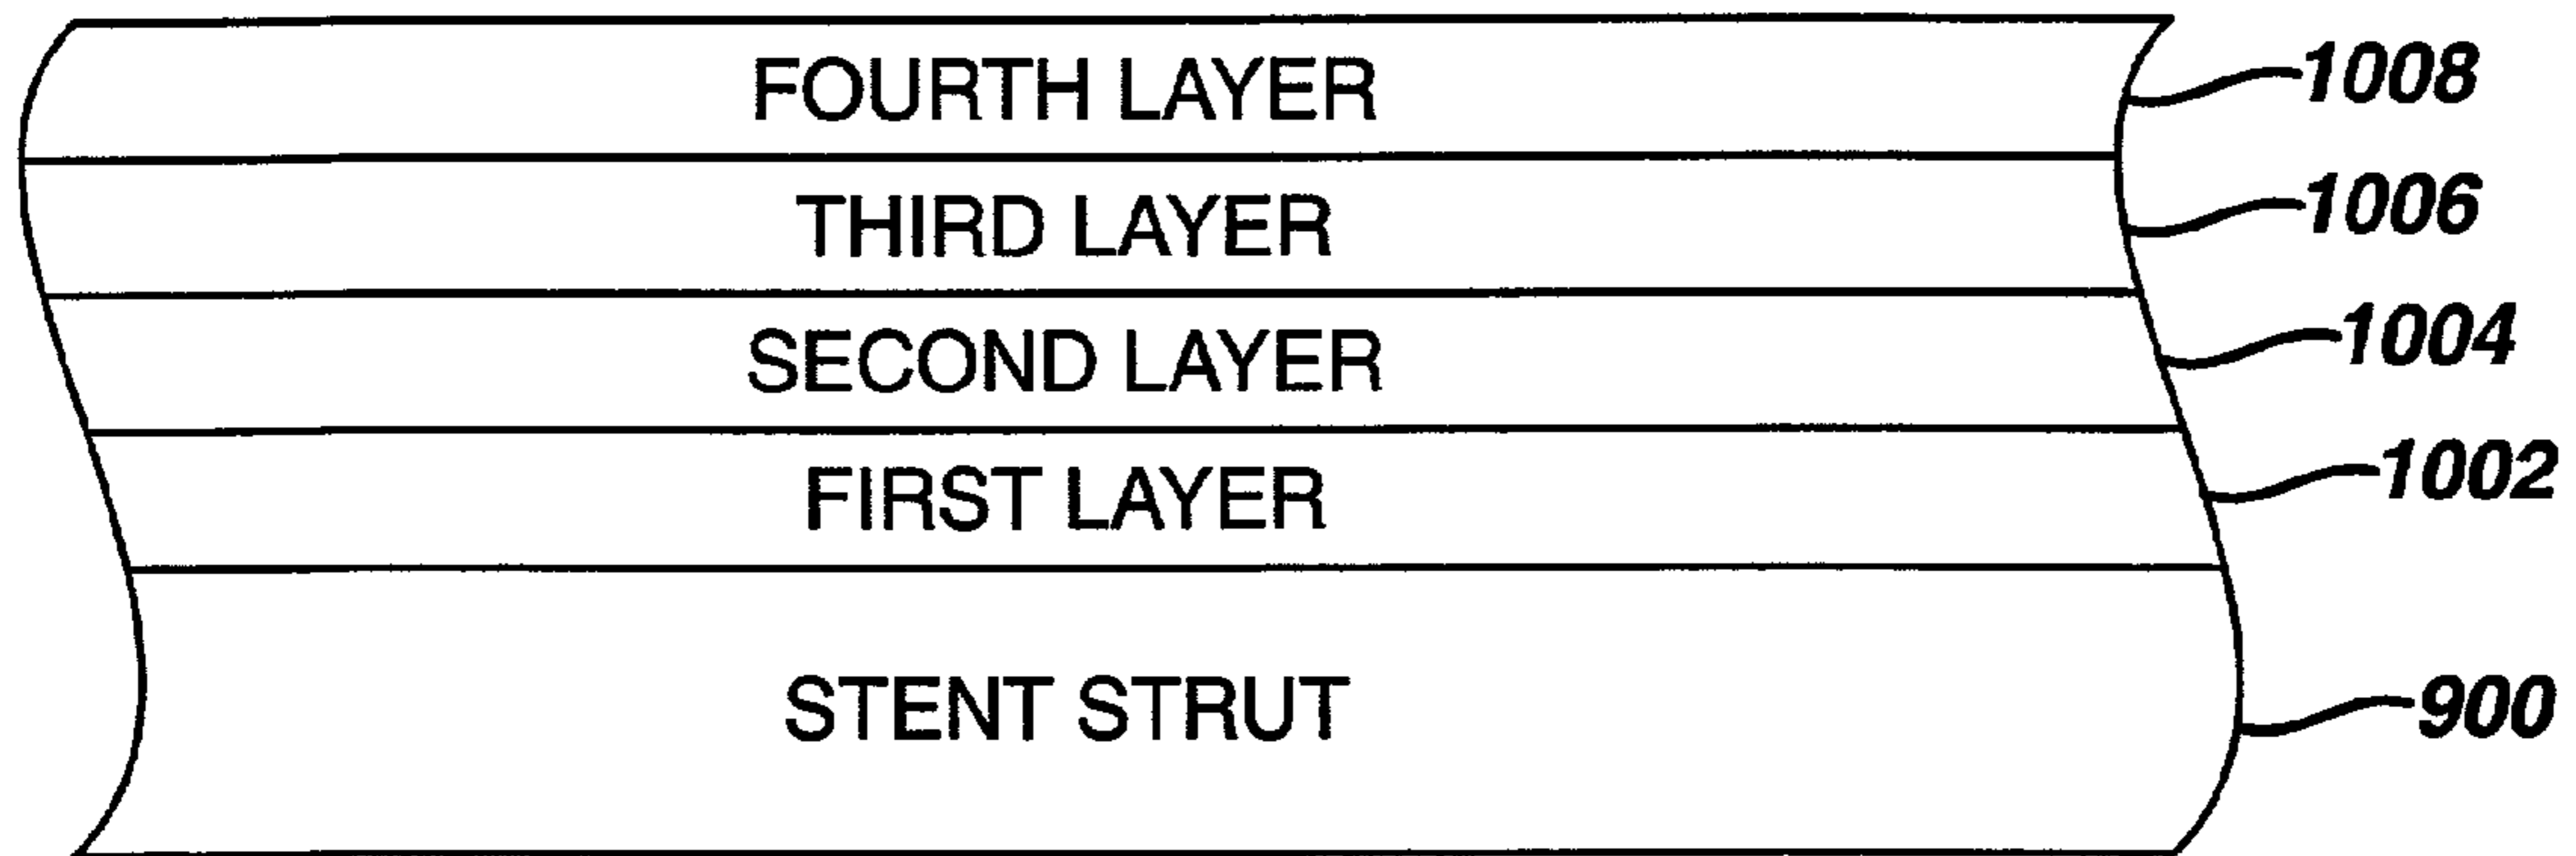 FOURTH LAYER 1008
THIRD LAYER 1006
SECOND LAYER 1004
FIRST LAYER 1002
STENT STRUT 900